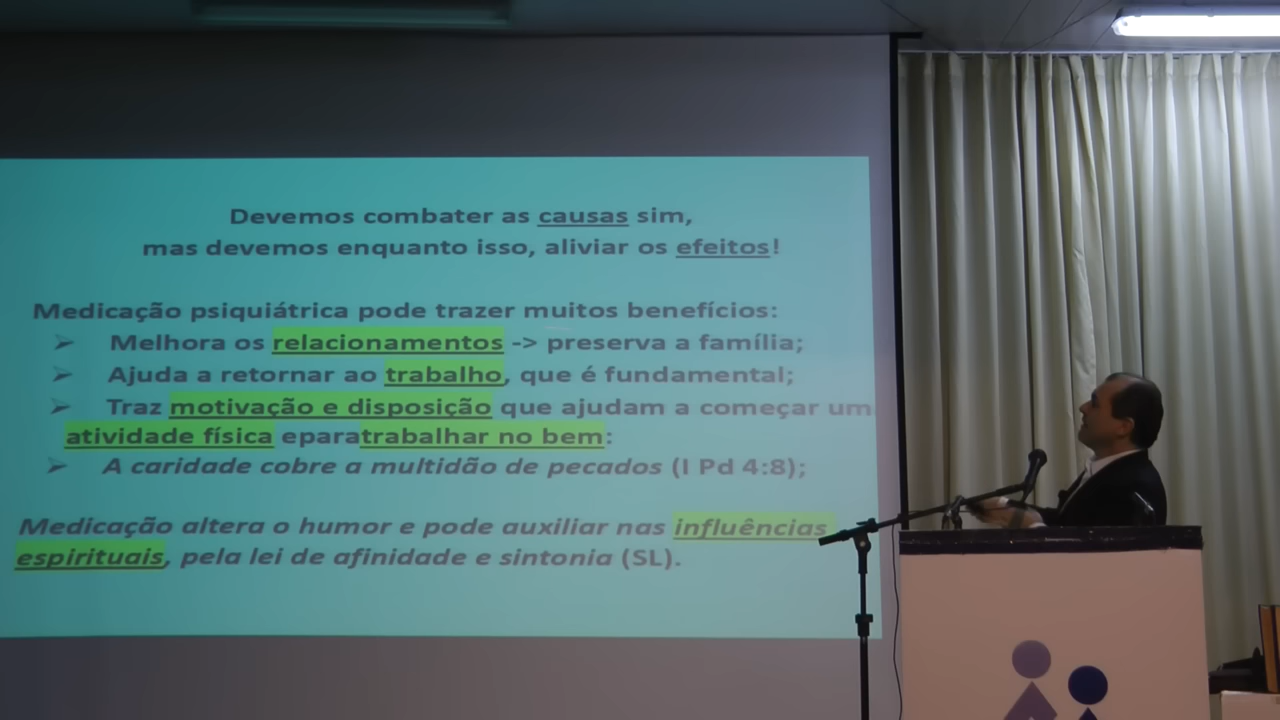 Devemos combater as causas sim,
mas devemos enquanto isso, aliviar os efeitos!
Medicação psiquiátrica pode trazer muitos benefícios:
➢ Melhora os relacionamentos -> preserva a família;
➢ Ajuda a retornar ao trabalho, que é fundamental;
➢ Traz motivação e disposição que ajudam a começar um
atividade física eparatrabalhar no bem:
➢ A caridade cobre a multidão de pecados (I Pd 4:8);
Medicação altera o humor e pode auxiliar nas influências
espirituais, pela lei de afinidade e sintonia (SL).